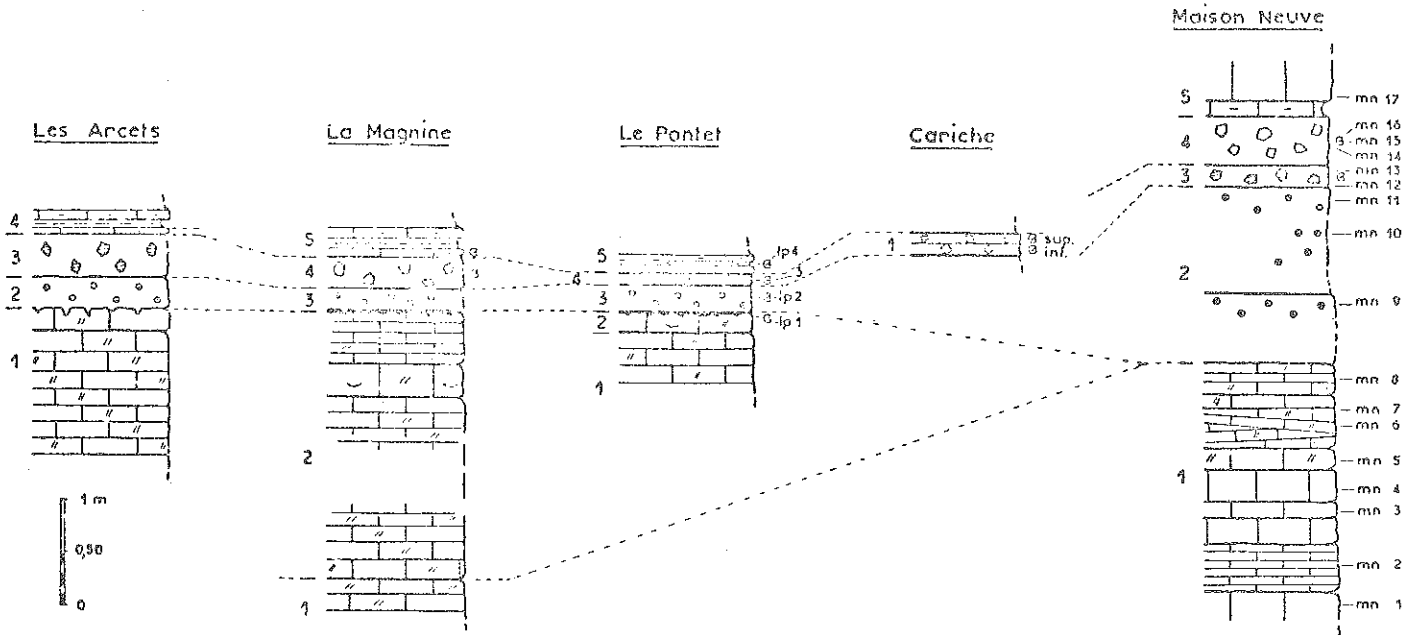 Maison Neuve
Les Arcets
La Magnine
Le Pontet
Cariche
4
3
2
1
1 m
0,50
0
5
4
3
2
1
5
4
3
2
1
lp4
3
lp2
lp1
1
sup.
inf.
5
4
3
2
1
mn 17
mn 16
mn 15
mn 14
mn 13
mn 12
mn 11
mn 10
mn 9
mn 8
mn 7
mn 6
mn 5
mn 4
mn 3
mn 2
mn 1